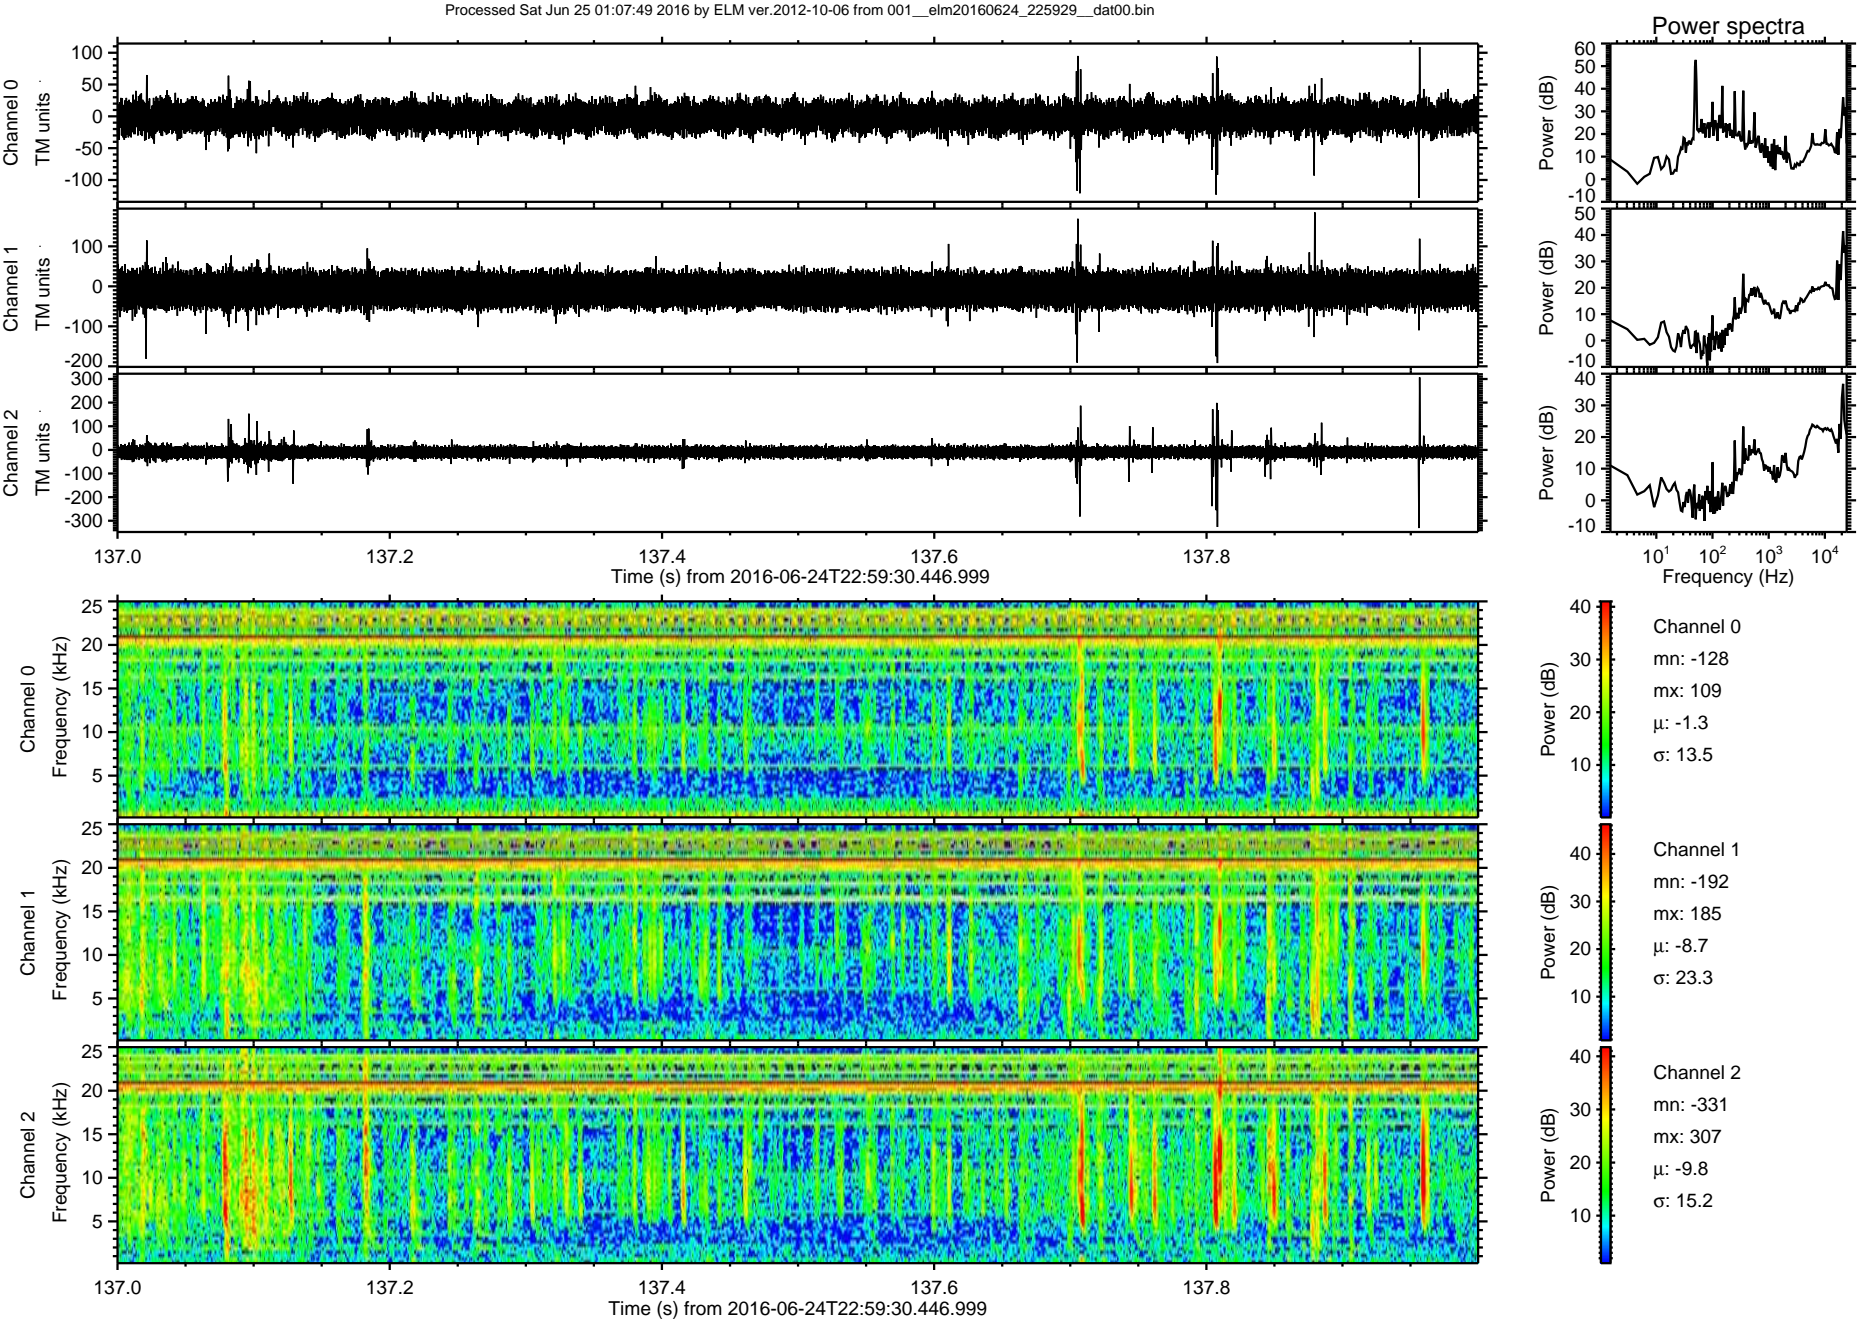 Processed Sat Jun 25 01:07:49 2016 by ELM ver.2012-10-06 from 001__elm20160624_225929__dat00.bin
Power spectra
Channel 0
TM units
100
50
0
-50
-100
Power (dB)
60
50
40
30
20
10
0
-10
Channel 1
TM units
100
0
-100
-200
Power (dB)
50
40
30
20
10
0
-10
Channel 2
TM units
300
200
100
0
-100
-200
-300
Power (dB)
40
30
20
10
0
-10
137.0 137.2 137.4 137.6 137.8
Time (s) from 2016-06-24T22:59:30.446.999
10¹ 10² 10³ 10⁴
Frequency (Hz)
Channel 0
Frequency (kHz)
25
20
15
10
5
Power (dB)
40
30
20
10
Channel 0
mn: -128
mx: 109
μ: -1.3
σ: 13.5
Channel 1
Frequency (kHz)
25
20
15
10
5
Power (dB)
40
30
20
10
Channel 1
mn: -192
mx: 185
μ: -8.7
σ: 23.3
Channel 2
Frequency (kHz)
25
20
15
10
5
Power (dB)
40
30
20
10
Channel 2
mn: -331
mx: 307
μ: -9.8
σ: 15.2
137.0 137.2 137.4 137.6 137.8
Time (s) from 2016-06-24T22:59:30.446.999